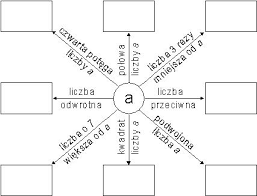 czwarta potęga
liczby a
połowa
liczby a
liczba 3 razy
mniejsza od a
liczba
odwrotna
a
liczba
przeciwna
liczba o 7
większa od a
kwadrat
liczby a
podwojona
liczba a